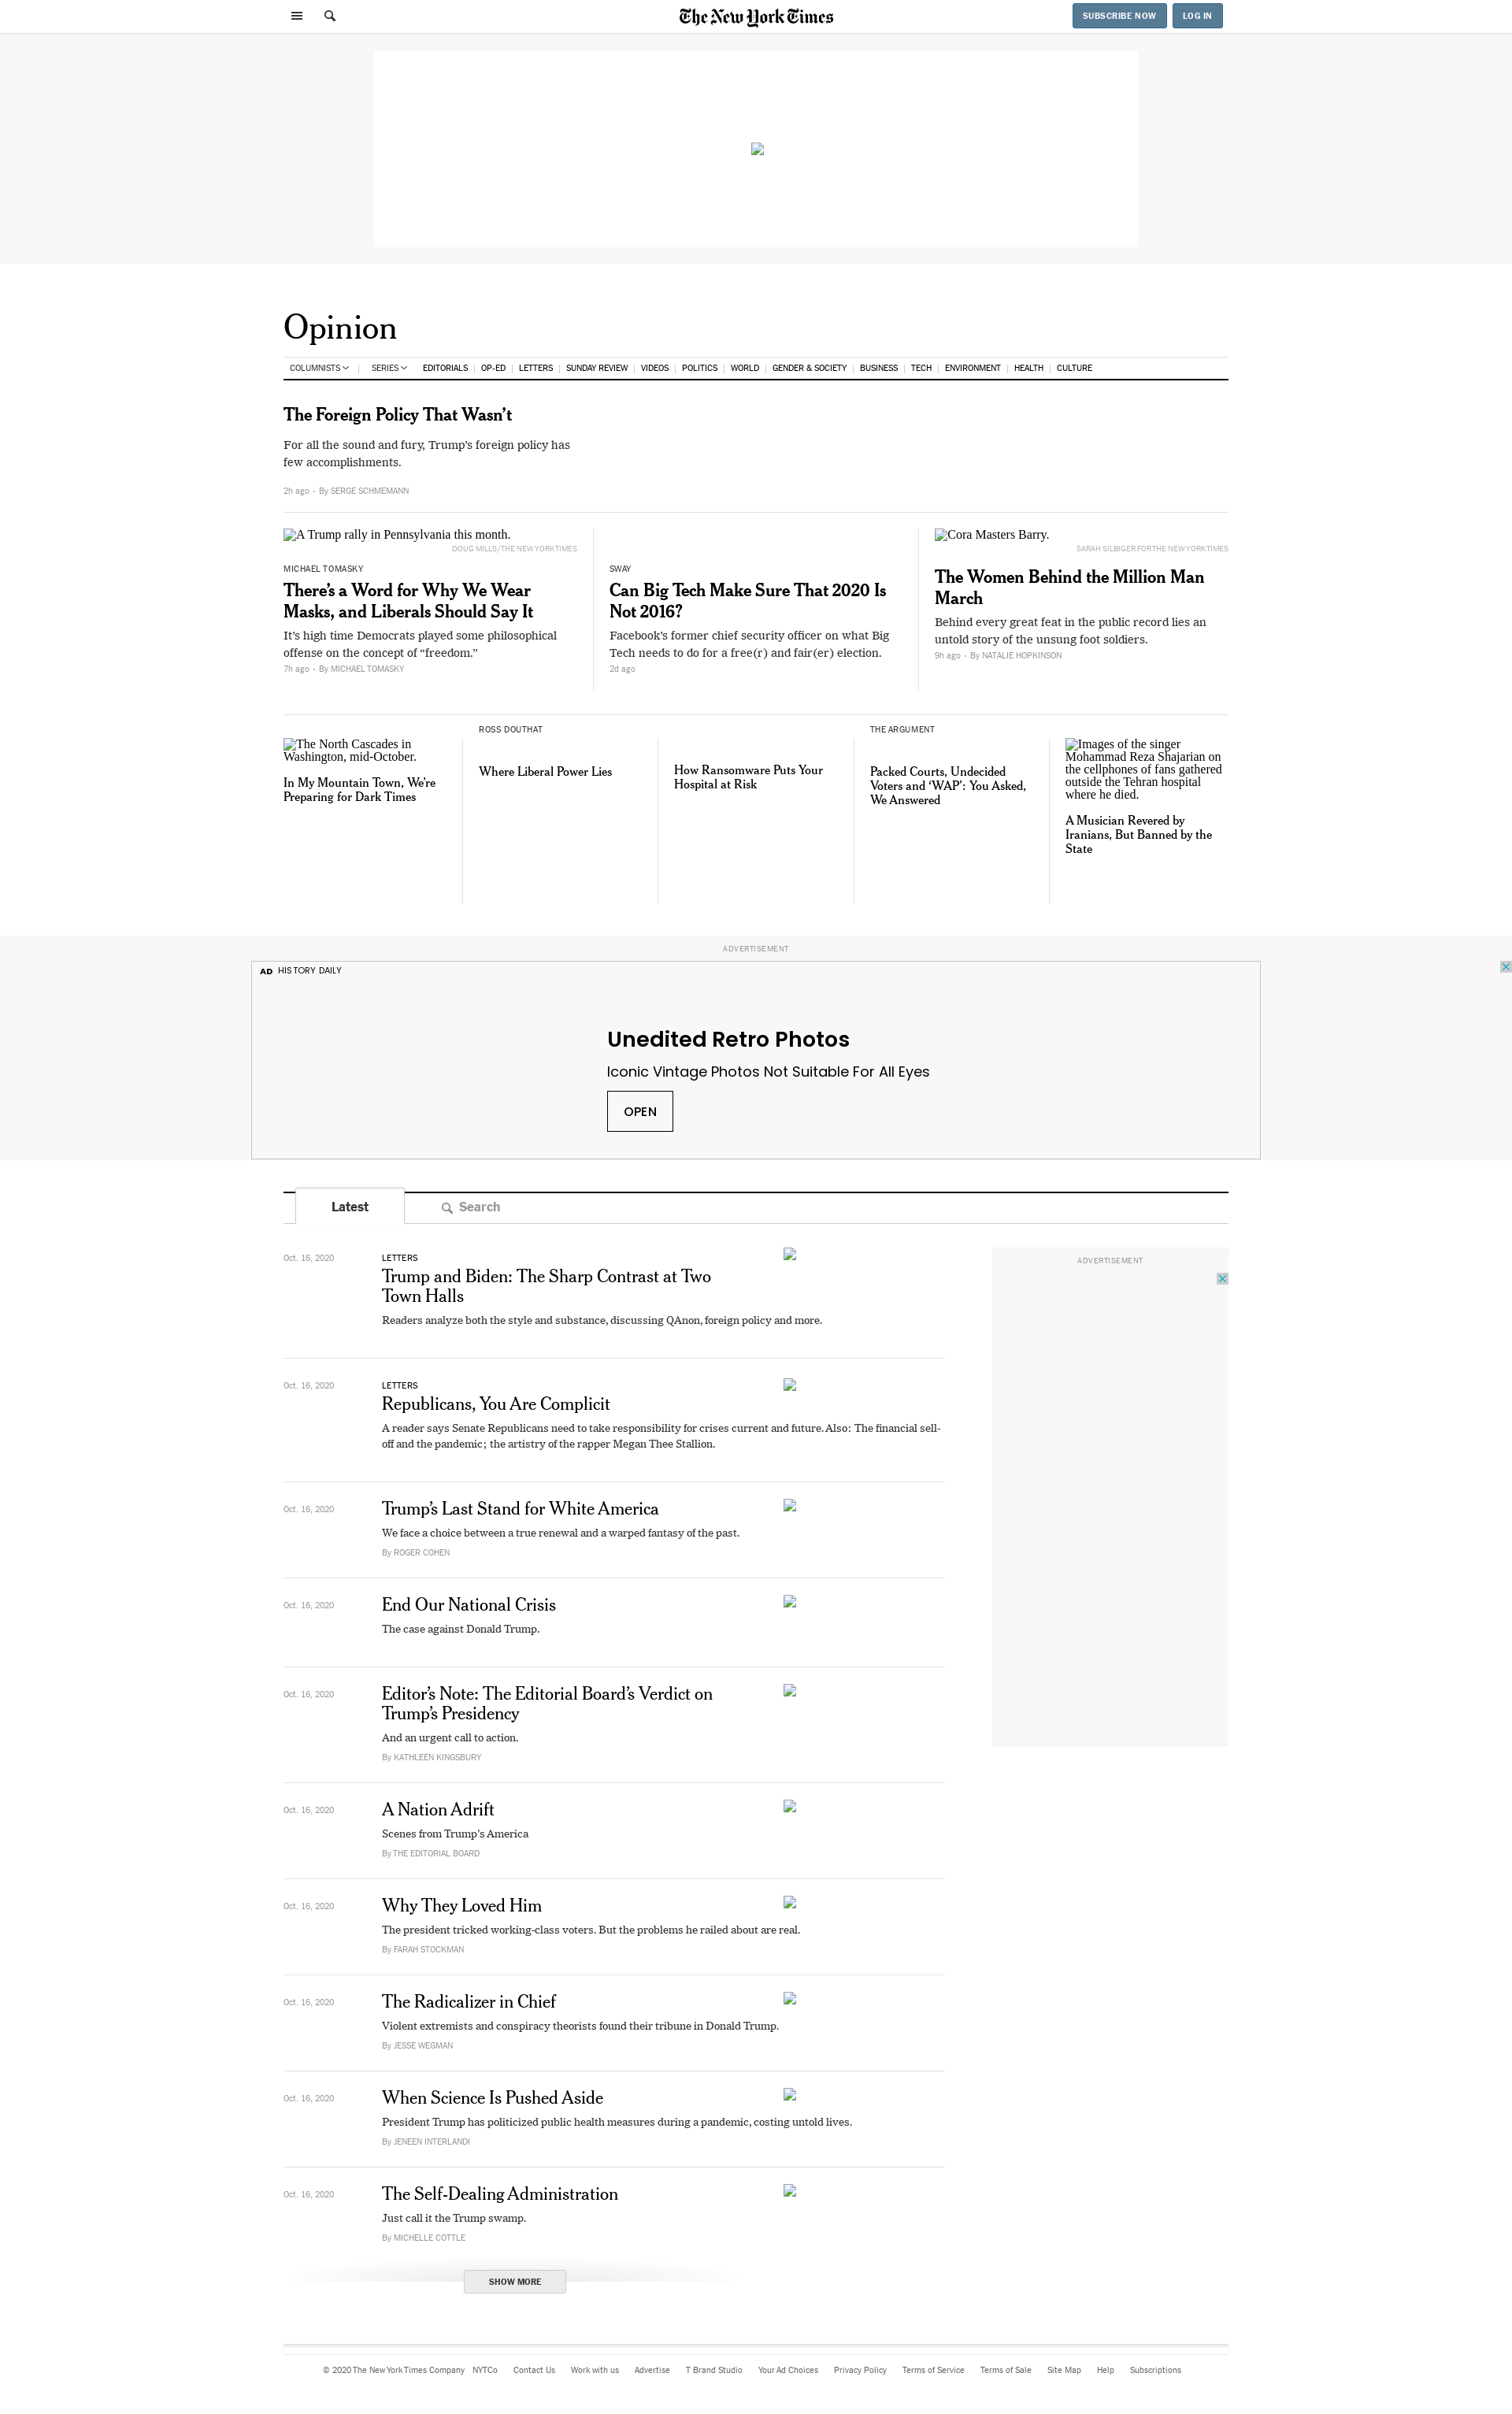 The New York Times
SUBSCRIBE NOW
LOG IN
Opinion
COLUMNISTS
SERIES
EDITORIALS
OP-ED
LETTERS
SUNDAY REVIEW
VIDEOS
POLITICS
WORLD
GENDER & SOCIETY
BUSINESS
TECH
ENVIRONMENT
HEALTH
CULTURE
The Foreign Policy That Wasn’t
For all the sound and fury, Trump’s foreign policy has
few accomplishments.
2h ago • By SERGE SCHMEMANN
A Trump rally in Pennsylvania this month.
DOUG MILLS/THE NEW YORK TIMES
MICHAEL TOMASKY
There’s a Word for Why We Wear
Masks, and Liberals Should Say It
It’s high time Democrats played some philosophical
offense on the concept of “freedom.”
7h ago • By MICHAEL TOMASKY
SWAY
Can Big Tech Make Sure That 2020 Is
Not 2016?
Facebook’s former chief security officer on what Big
Tech needs to do for a free(r) and fair(er) election.
2d ago
Cora Masters Barry.
SARAH SILBIGER FOR THE NEW YORK TIMES
The Women Behind the Million Man
March
Behind every great feat in the public record lies an
untold story of the unsung foot soldiers.
9h ago • By NATALIE HOPKINSON
The North Cascades in
Washington, mid-October.
In My Mountain Town, We’re
Preparing for Dark Times
ROSS DOUTHAT
Where Liberal Power Lies
How Ransomware Puts Your
Hospital at Risk
THE ARGUMENT
Packed Courts, Undecided
Voters and ‘WAP’: You Asked,
We Answered
Images of the singer
Mohammad Reza Shajarian on
the cellphones of fans gathered
outside the Tehran hospital
where he died.
A Musician Revered by
Iranians, But Banned by the
State
ADVERTISEMENT
AD HISTORY DAILY
Unedited Retro Photos
Iconic Vintage Photos Not Suitable For All Eyes
OPEN
Latest
Search
Oct. 16, 2020
LETTERS
Trump and Biden: The Sharp Contrast at Two
Town Halls
Readers analyze both the style and substance, discussing QAnon, foreign policy and more.
ADVERTISEMENT
Oct. 16, 2020
LETTERS
Republicans, You Are Complicit
A reader says Senate Republicans need to take responsibility for crises current and future. Also: The financial sell-
off and the pandemic; the artistry of the rapper Megan Thee Stallion.
Oct. 16, 2020
Trump’s Last Stand for White America
We face a choice between a true renewal and a warped fantasy of the past.
By ROGER COHEN
Oct. 16, 2020
End Our National Crisis
The case against Donald Trump.
Oct. 16, 2020
Editor’s Note: The Editorial Board’s Verdict on
Trump’s Presidency
And an urgent call to action.
By KATHLEEN KINGSBURY
Oct. 16, 2020
A Nation Adrift
Scenes from Trump’s America
By THE EDITORIAL BOARD
Oct. 16, 2020
Why They Loved Him
The president tricked working-class voters. But the problems he railed about are real.
By FARAH STOCKMAN
Oct. 16, 2020
The Radicalizer in Chief
Violent extremists and conspiracy theorists found their tribune in Donald Trump.
By JESSE WEGMAN
Oct. 16, 2020
When Science Is Pushed Aside
President Trump has politicized public health measures during a pandemic, costing untold lives.
By JENEEN INTERLANDI
Oct. 16, 2020
The Self-Dealing Administration
Just call it the Trump swamp.
By MICHELLE COTTLE
SHOW MORE
© 2020 The New York Times Company
NYTCo
Contact Us
Work with us
Advertise
T Brand Studio
Your Ad Choices
Privacy Policy
Terms of Service
Terms of Sale
Site Map
Help
Subscriptions